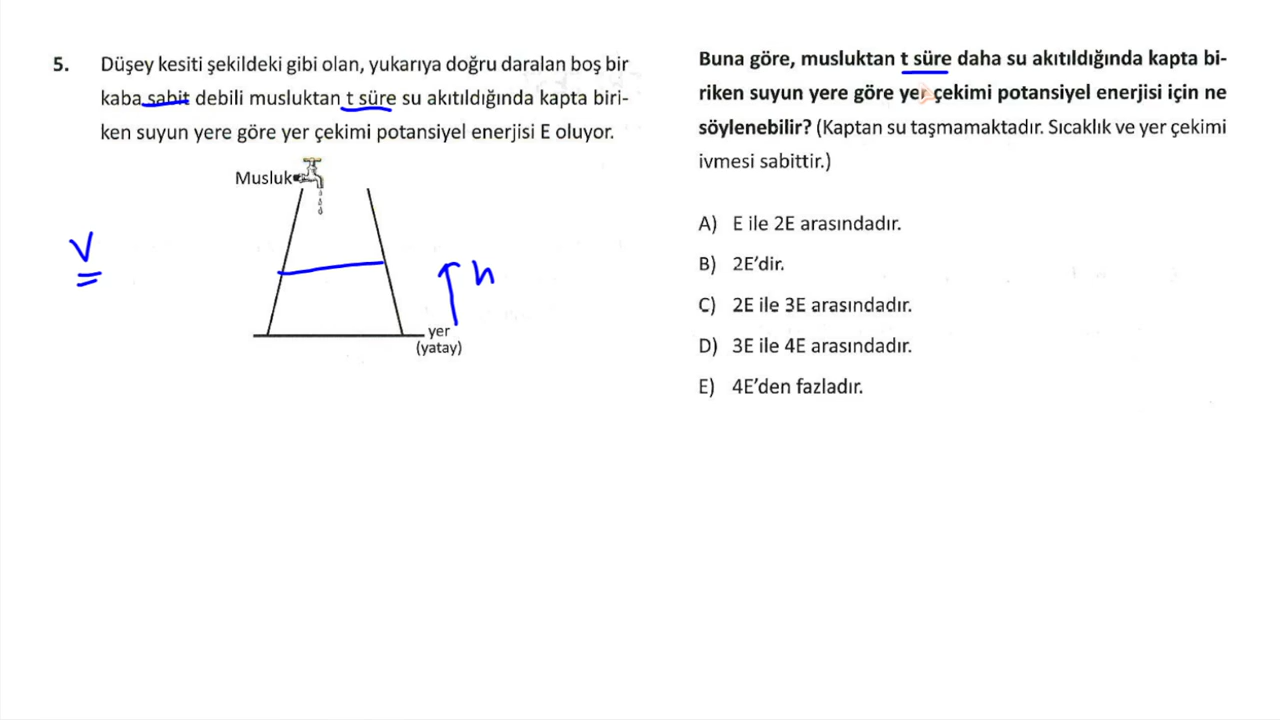 5. Düşey kesiti şekildeki gibi olan, yukarıya doğru daralan boş bir
kaba sabit debili musluktan t süre su akıtıldığında kapta biri-
ken suyun yere göre yer çekimi potansiyel enerjisi E oluyor.
Musluk
V
h
yer
(yatay)
Buna göre, musluktan t süre daha su akıtıldığında kapta bi-
riken suyun yere göre yer çekimi potansiyel enerjisi için ne
söylenebilir? (Kaptan su taşmamaktadır. Sıcaklık ve yer çekimi
ivmesi sabittir.)
A) E ile 2E arasındadır.
B) 2E'dir.
C) 2E ile 3E arasındadır.
D) 3E ile 4E arasındadır.
E) 4E'den fazladır.